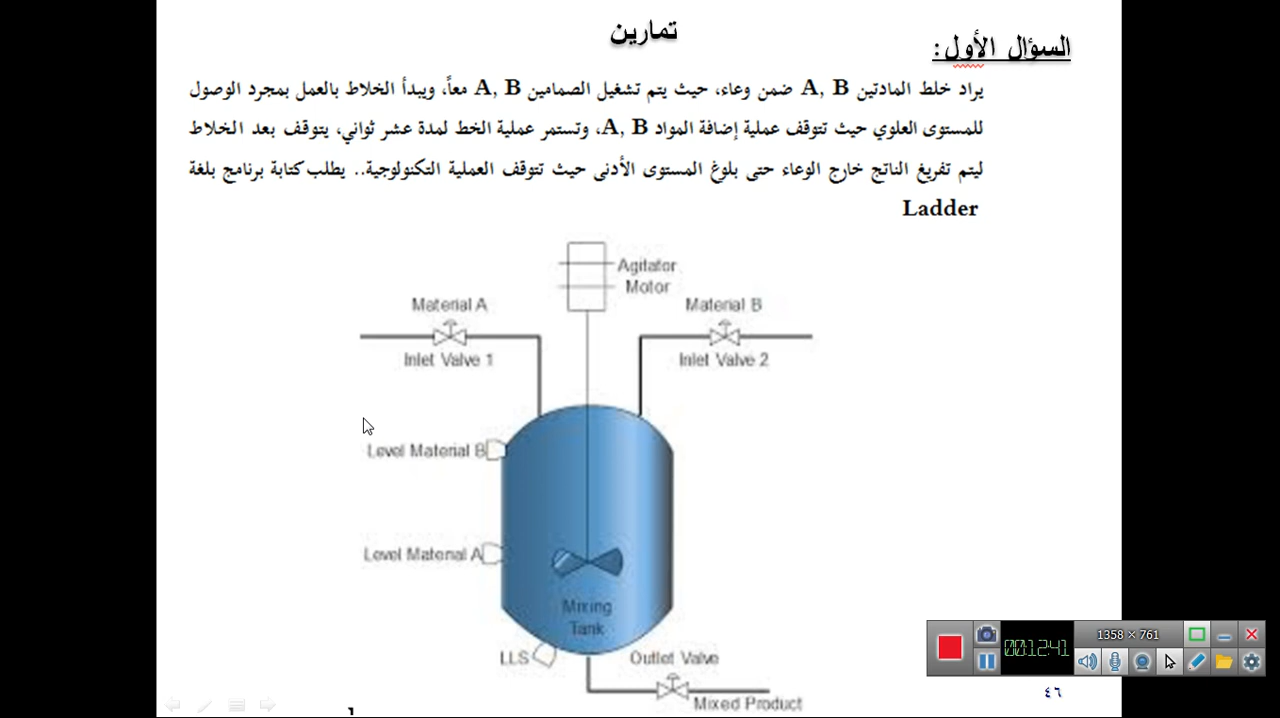 تمارين
السؤال الأول:
يراد خلط المادتين A, B ضمن وعاء، حيث يتم تشغيل الصمامين A, B معاً، ويبدأ الخلاط بالعمل بمجرد الوصول
للمستوى العلوي حيث تتوقف عملية إضافة المواد A, B، وتستمر عملية الخط لمدة عشر ثواني، يتوقف بعد الخلاط
ليتم تفريغ الناتج خارج الوعاء حتى بلوغ المستوى الأدنى حيث تتوقف العملية التكنولوجية.. يطلب كتابة برنامج بلغة
Ladder
Agitator
Motor
Material A
Material B
Inlet Valve 1
Inlet Valve 2
Level Material B
Level Material A
Mixing
Tank
LLS
Outlet Valve
Mixed Product
00:12:41
1358 × 761
٤٦